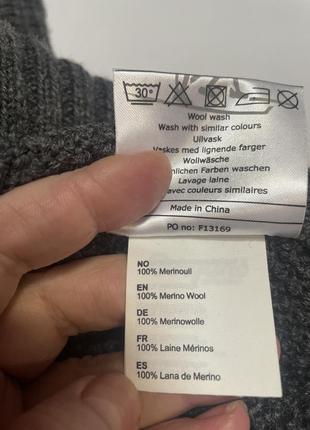 30°
Wool wash
Wash with similar colours
Ullvask
Vaskes med lignende farger
Wollwäsche
nlichen Farben waschen
Lavage laine
avec couleurs similaires
Made in China
PO no: F13169
NO
100% Merinoull
EN
100% Merino Wool
DE
100% Merinowolle
FR
100% Laine Mérinos
ES
100% Lana de Merino